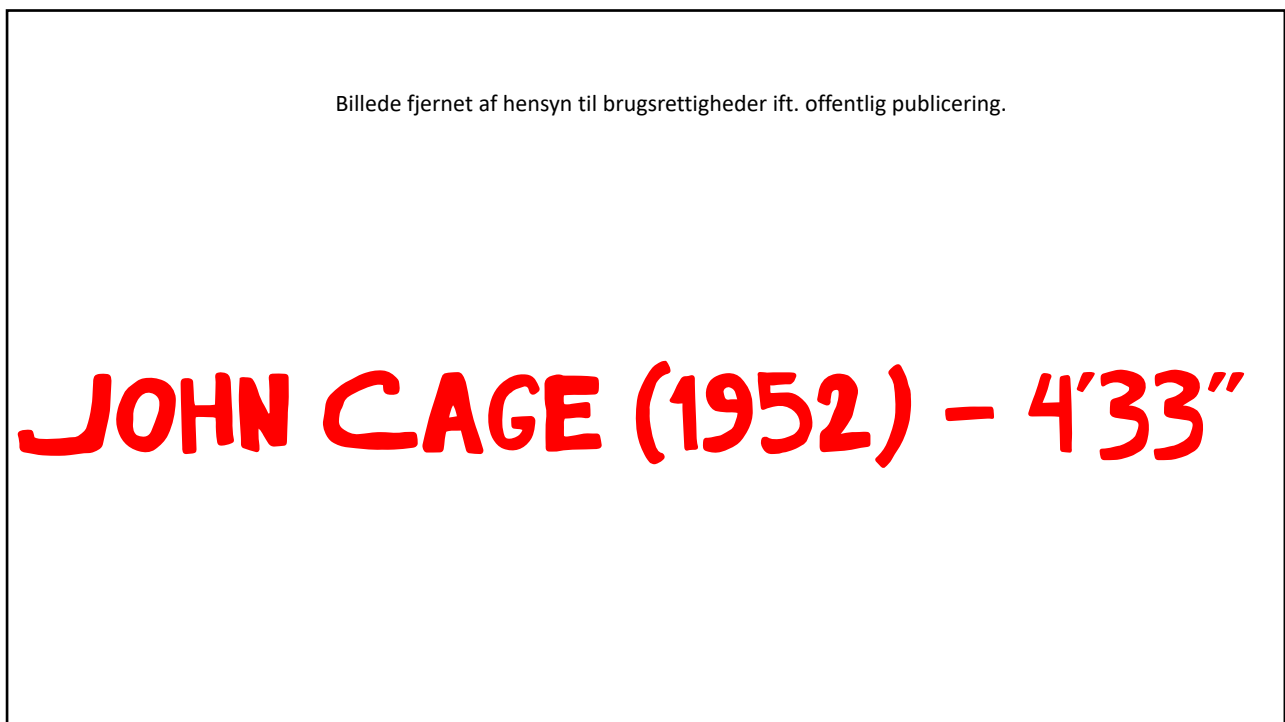 Billede fjernet af hensyn til brugsrettigheder ift. offentlig publicering.
JOHN CAGE (1952) – 4′33″